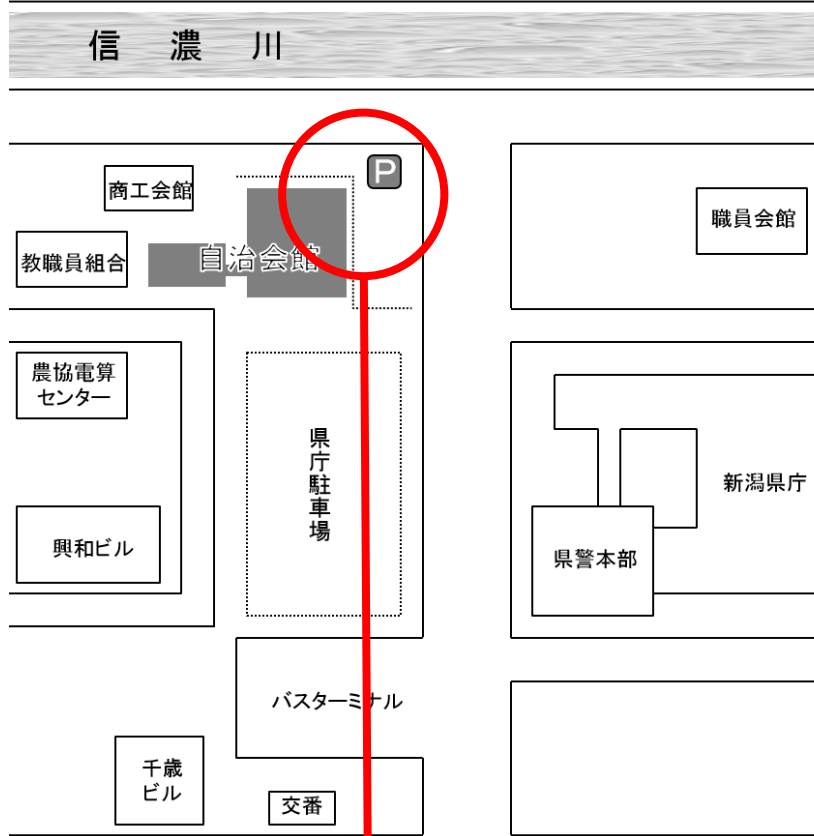 信濃川
P
商工会館
職員会館
自治会館
教職員組合
農協電算
センター
県庁駐車場
新潟県庁
興和ビル
県警本部
バスターミナル
千歳
ビル
交番